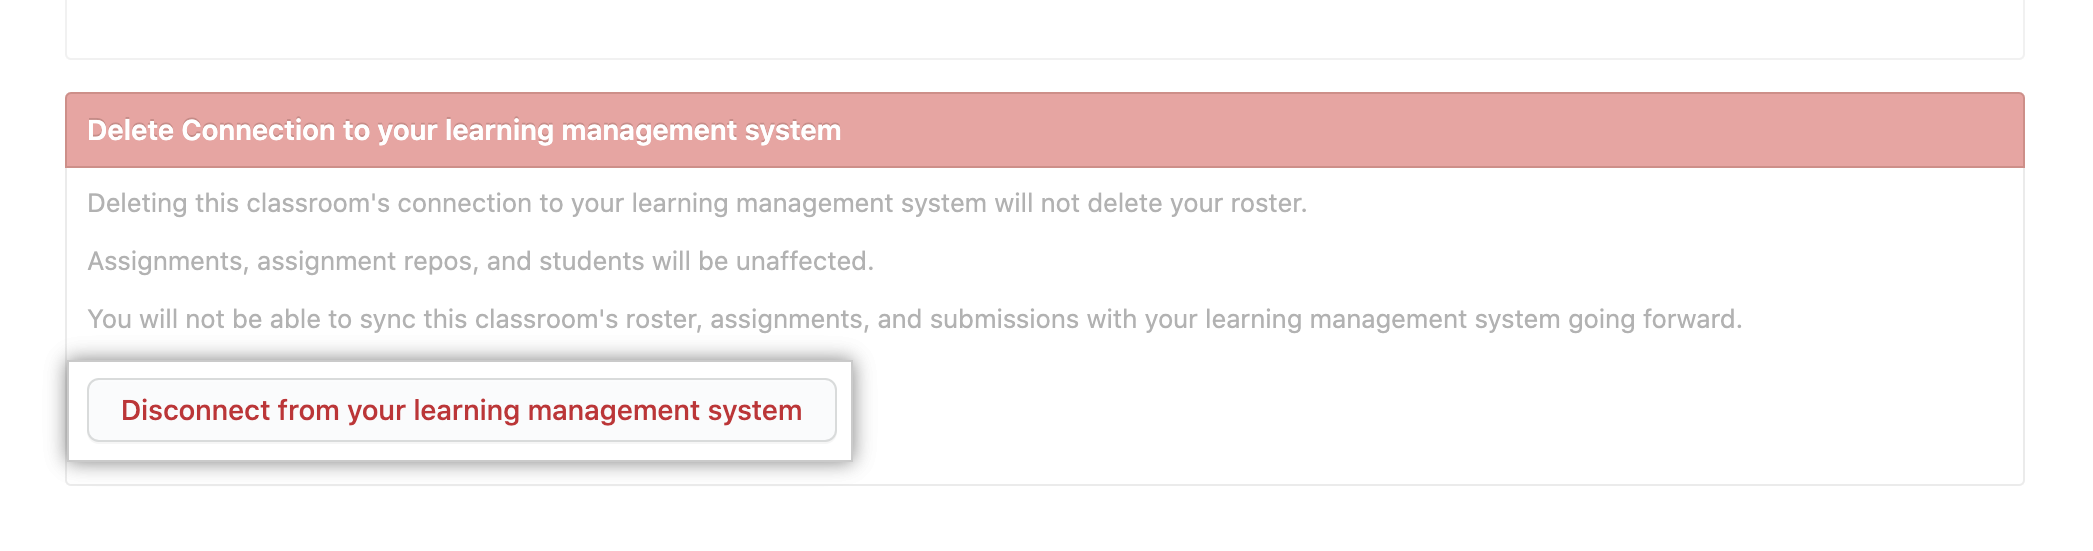 Delete Connection to your learning management system
Deleting this classroom's connection to your learning management system will not delete your roster.
Assignments, assignment repos, and students will be unaffected.
You will not be able to sync this classroom's roster, assignments, and submissions with your learning management system going forward.
Disconnect from your learning management system